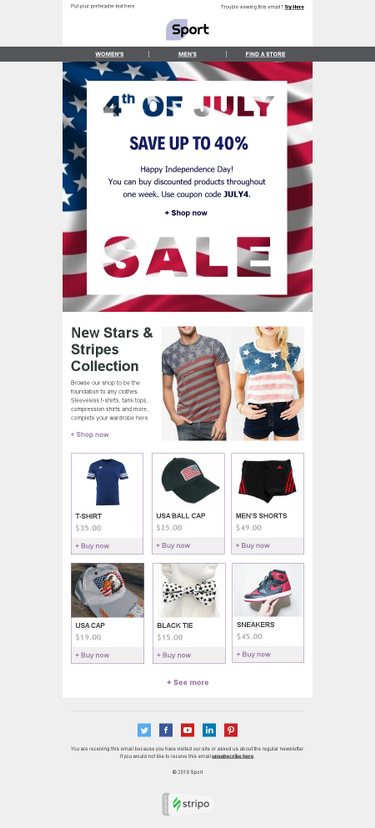 Put your preheader text here
Trouble viewing this email? Try Here
Sport
WOMEN'S
MEN'S
FIND A STORE
4th OF JULY
SAVE UP TO 40%
Happy Independence Day!
You can buy discounted products throughout
one week. Use coupon code JULY4.
+ Shop now
SALE
New Stars &
Stripes
Collection
Browse our shop to be the
foundation to any clothes.
Sleeveless t-shirts, tank tops,
compression shirts and more,
complete your wardrobe here.
+ Shop now
T-SHIRT
$35.00
+ Buy now
USA BALL CAP
$25.00
+ Buy now
MEN'S SHORTS
$49.00
+ Buy now
USA CAP
$19.00
+ Buy now
BLACK TIE
$15.00
+ Buy now
SNEAKERS
$45.00
+ Buy now
+ See more
You are receiving this email because you have visited our site or asked us about the regular newsletter.
If you would not like to receive this email unsubscribe here.
© 2018 Sport
stripo